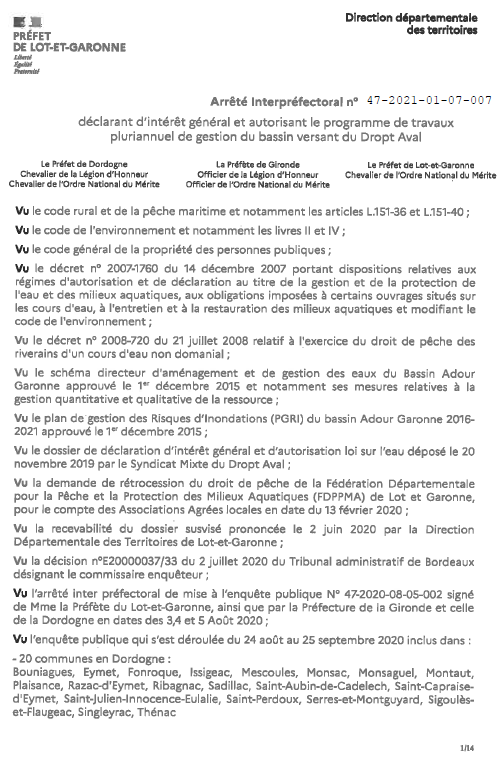 Direction départementale
des territoires
PRÉFET
DE LOT-ET-GARONNE
Liberté
Égalité
Fraternité
Arrêté Interpréfectoral n° 47-2021-01-07-007
déclarant d'intérêt général et autorisant le programme de travaux
pluriannuel de gestion du bassin versant du Dropt Aval
Le Préfet de Dordogne
Chevalier de la Légion d'Honneur
Chevalier de l'Ordre National du Mérite
La Préfète de Gironde
Officier de la Légion d'Honneur
Officier de l'Ordre National du Mérite
Le Préfet de Lot-et-Garonne
Chevalier de l'Ordre National du Mérite
Vu le code rural et de la pêche maritime et notamment les articles L.151-36 et L.151-40 ;
Vu le code de l'environnement et notamment les livres II et IV ;
Vu le code général de la propriété des personnes publiques ;
Vu le décret n° 2007-1760 du 14 décembre 2007 portant dispositions relatives aux
régimes d'autorisation et de déclaration au titre de la gestion et de la protection de
l'eau et des milieux aquatiques, aux obligations imposées à certains ouvrages situés sur
les cours d'eau, à l'entretien et à la restauration des milieux aquatiques et modifiant le
code de l'environnement ;
Vu le décret n° 2008-720 du 21 juillet 2008 relatif à l'exercice du droit de pêche des
riverains d'un cours d'eau non domanial ;
Vu le schéma directeur d'aménagement et de gestion des eaux du Bassin Adour
Garonne approuvé le 1er décembre 2015 et notamment ses mesures relatives à la
gestion quantitative et qualitative de la ressource ;
Vu le plan de gestion des Risques d'Inondations (PGRI) du bassin Adour Garonne 2016-
2021 approuvé le 1er décembre 2015 ;
Vu le dossier de déclaration d'intérêt général et d'autorisation loi sur l'eau déposé le 20
novembre 2019 par le Syndicat Mixte du Dropt Aval ;
Vu la demande de rétrocession du droit de pêche de la Fédération Départementale
pour la Pêche et la Protection des Milieux Aquatiques (FDPPMA) de Lot et Garonne,
pour le compte des Associations Agrées locales en date du 13 février 2020 ;
Vu la recevabilité du dossier susvisé prononcée le 2 juin 2020 par la Direction
Départementale des Territoires de Lot-et-Garonne ;
Vu la décision n°E20000037/33 du 2 juillet 2020 du Tribunal administratif de Bordeaux
désignant le commissaire enquêteur ;
Vu l'arrêté inter préfectoral de mise à l'enquête publique N° 47-2020-08-05-002 signé
de Mme la Préfète du Lot-et-Garonne, ainsi que par la Préfecture de la Gironde et celle
de la Dordogne en dates des 3,4 et 5 Août 2020 ;
Vu l'enquête publique qui s'est déroulée du 24 août au 25 septembre 2020 inclus dans :
- 20 communes en Dordogne :
Bouniagues, Eymet, Fonroque, Issigeac, Mescoules, Monsac, Monsaguel, Montaut,
Plaisance, Razac-d'Eymet, Ribagnac, Sadillac, Saint-Aubin-de-Cadelech, Saint-Capraise-
d'Eymet, Saint-Julien-Innocence-Eulalie, Saint-Perdoux, Serres-et-Montguyard, Sigoulès-
et-Flaugeac, Singleyrac, Thénac
1/14